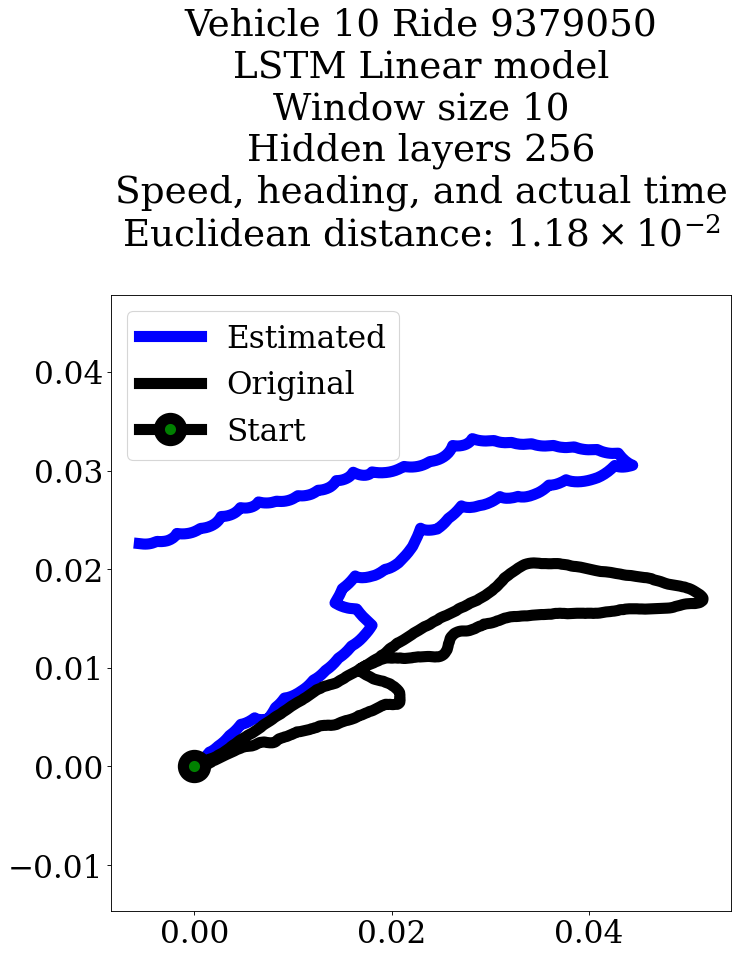 Vehicle 10 Ride 9379050
LSTM Linear model
Window size 10
Hidden layers 256
Speed, heading, and actual time
Euclidean distance: 1.18 × 10⁻²
Estimated
Original
Start
0.04
0.03
0.02
0.01
0.00
−0.01
0.00 0.02 0.04